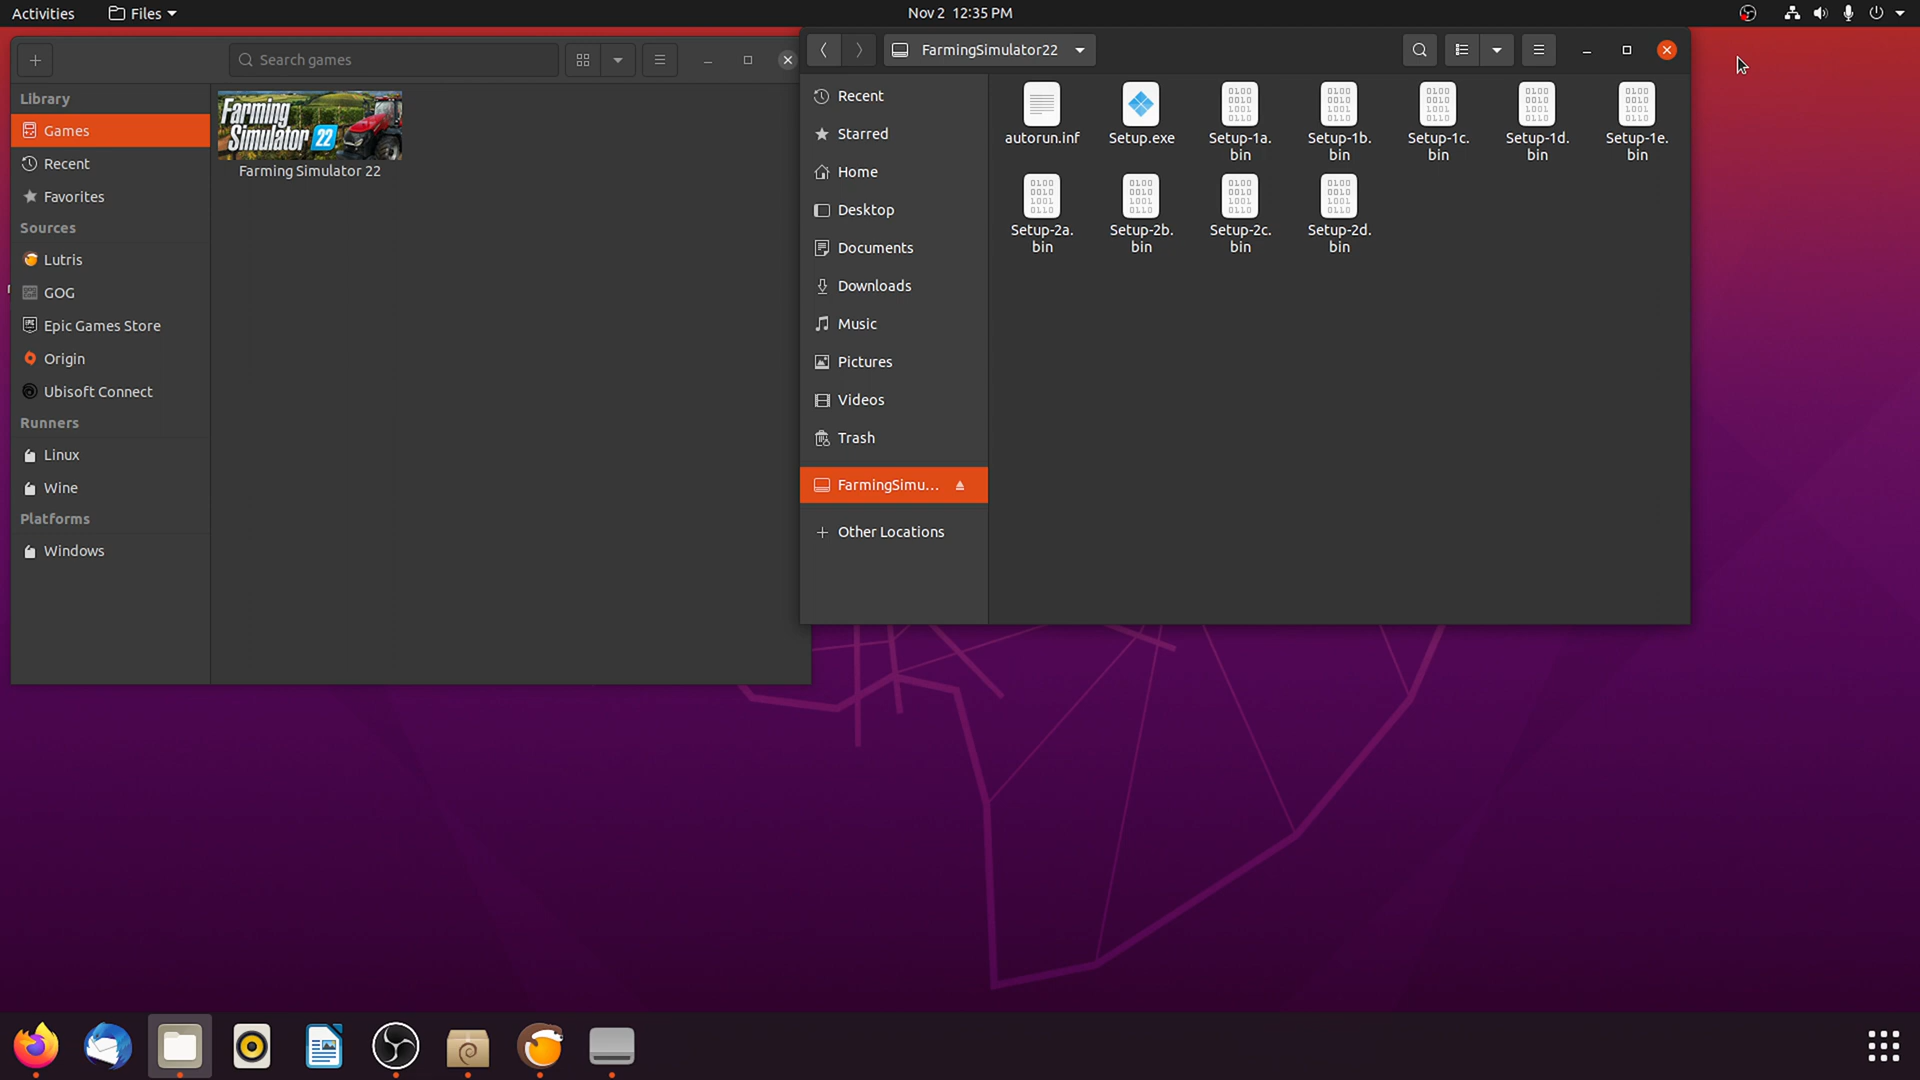 Activities
Files
Nov 2 12:35 PM
Search games
Library
Games
Recent
Favorites
Sources
Lutris
GOG
Epic Games Store
Origin
Ubisoft Connect
Runners
Linux
Wine
Platforms
Windows
Farming
Simulator 22
Farming Simulator 22
FarmingSimulator22
Recent
Starred
Home
Desktop
Documents
Downloads
Music
Pictures
Videos
Trash
FarmingSimu...
Other Locations
autorun.inf
Setup.exe
Setup-1a.
bin
Setup-1b.
bin
Setup-1c.
bin
Setup-1d.
bin
Setup-1e.
bin
Setup-2a.
bin
Setup-2b.
bin
Setup-2c.
bin
Setup-2d.
bin